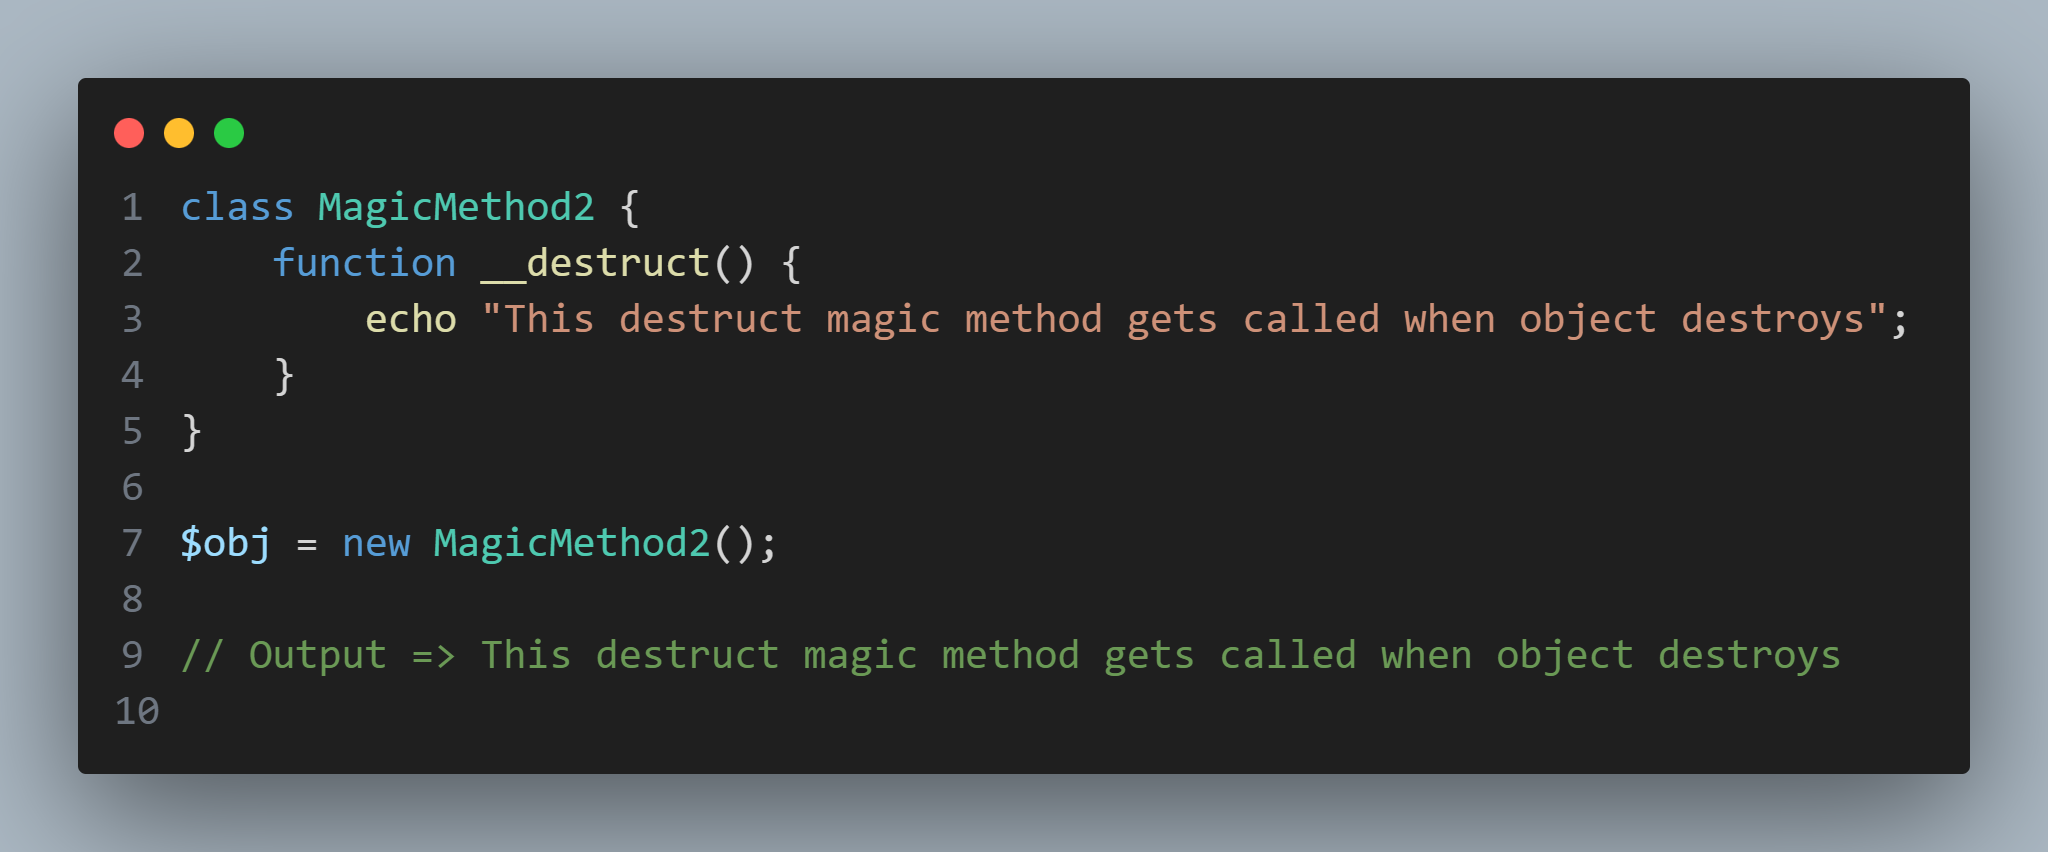 1 class MagicMethod2 {
2     function __destruct() {
3         echo "This destruct magic method gets called when object destroys";
4     }
5 }
6
7 $obj = new MagicMethod2();
8
9 // Output => This destruct magic method gets called when object destroys
10